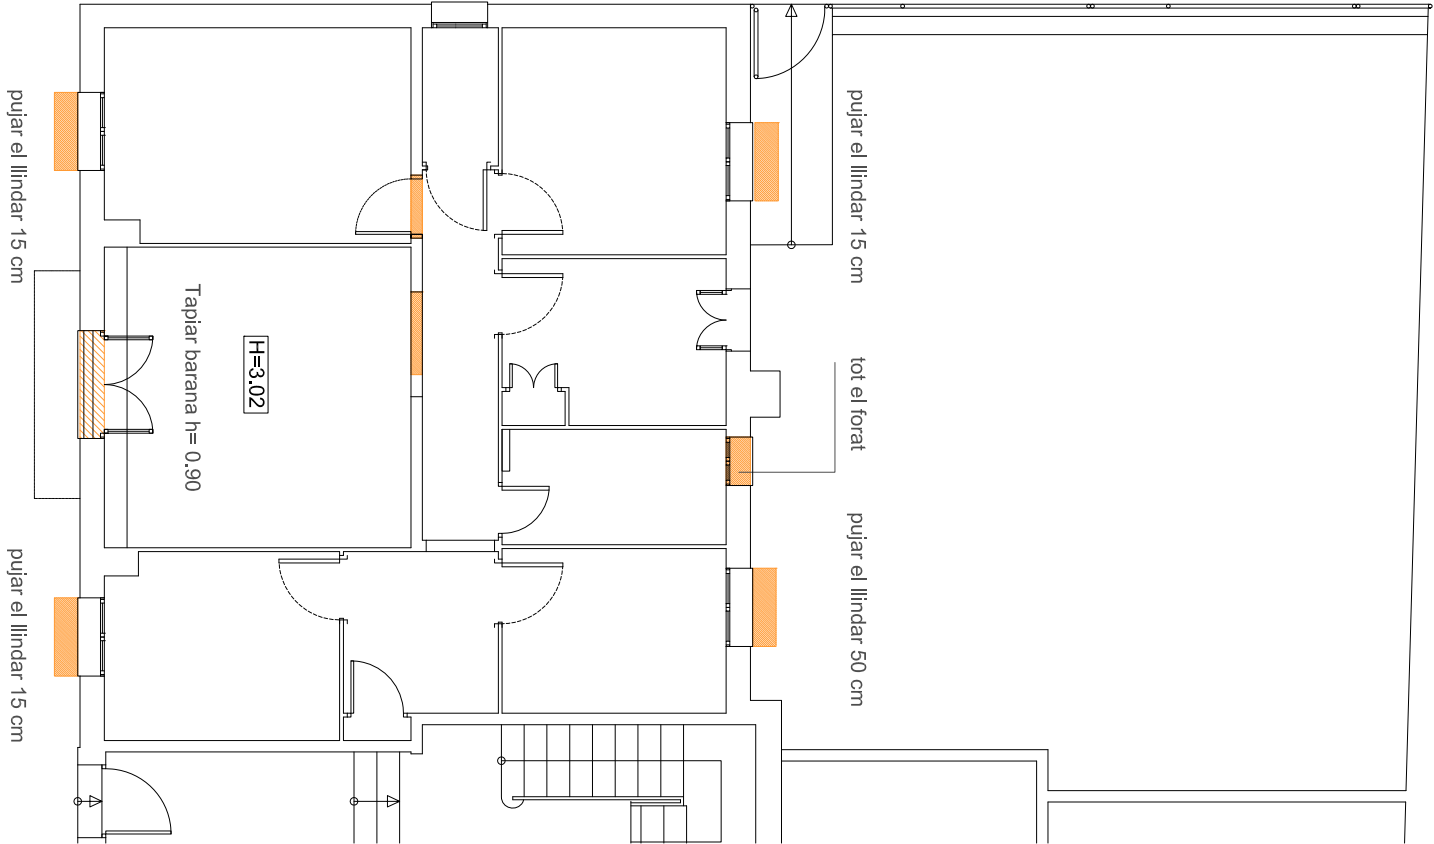 pujar el llindar 15 cm
tot el forat
pujar el llindar 50 cm
H=3.02
Tapiar barana h= 0.90
pujar el llindar 15 cm
pujar el llindar 15 cm